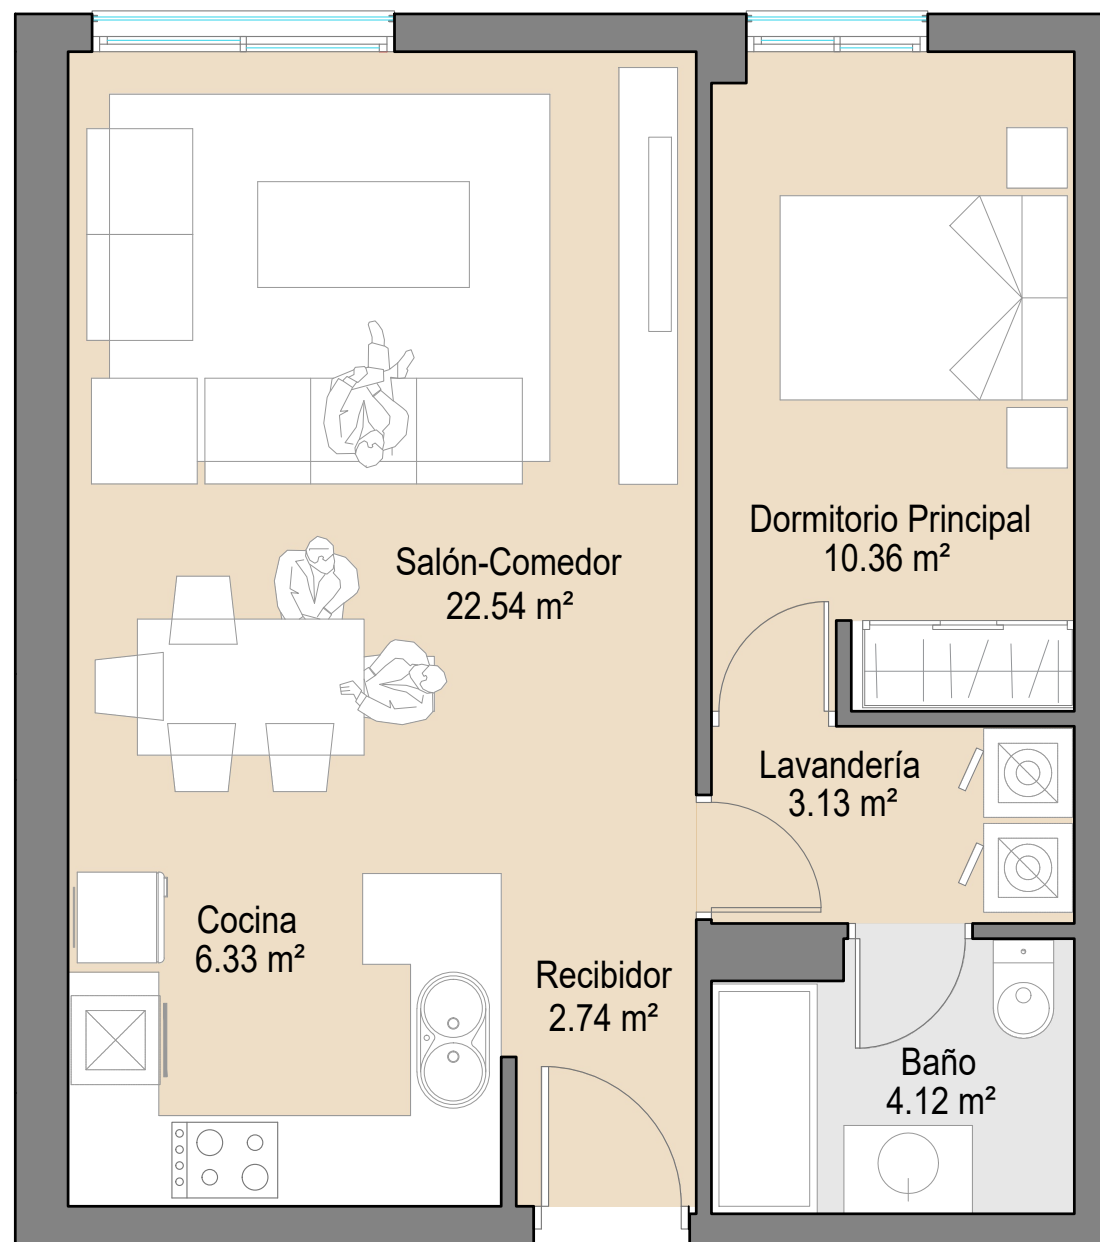 Dormitorio Principal
10.36 m²
Salón-Comedor
22.54 m²
Lavandería
3.13 m²
Cocina
6.33 m²
Recibidor
2.74 m²
Baño
4.12 m²